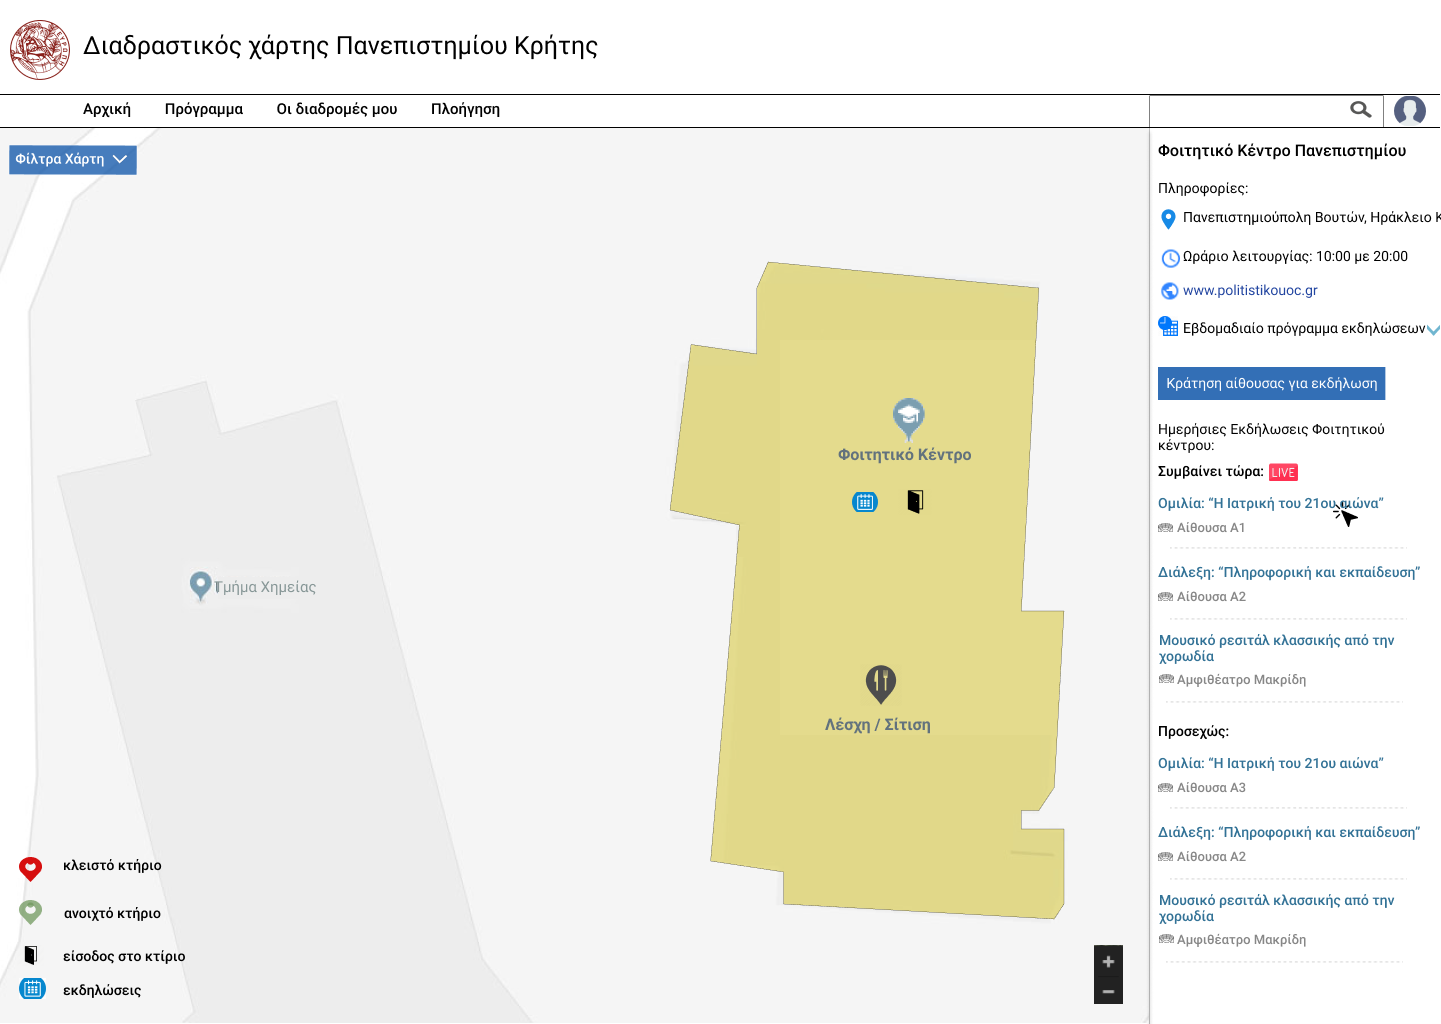 Διαδραστικός χάρτης Πανεπιστημίου Κρήτης
Αρχική Πρόγραμμα Οι διαδρομές μου Πλοήγηση
Φίλτρα Χάρτη
Φοιτητικό Κέντρο
Λέσχη / Σίτιση
Τμήμα Χημείας
κλειστό κτήριο
ανοιχτό κτήριο
είσοδος στο κτίριο
εκδηλώσεις
+
−
Φοιτητικό Κέντρο Πανεπιστημίου
Πληροφορίες:
Πανεπιστημιούπολη Βουτών, Ηράκλειο Κ
Ωράριο λειτουργίας: 10:00 με 20:00
www.politistikouoc.gr
Εβδομαδιαίο πρόγραμμα εκδηλώσεων
Κράτηση αίθουσας για εκδήλωση
Ημερήσιες Εκδήλωσεις Φοιτητικού
κέντρου:
Συμβαίνει τώρα: LIVE
Ομιλία: “Η Ιατρική του 21ου αιώνα”
Αίθουσα Α1
Διάλεξη: “Πληροφορική και εκπαίδευση”
Αίθουσα Α2
Μουσικό ρεσιτάλ κλασσικής από την
χορωδία
Αμφιθέατρο Μακρίδη
Προσεχώς:
Ομιλία: “Η Ιατρική του 21ου αιώνα”
Αίθουσα Α3
Διάλεξη: “Πληροφορική και εκπαίδευση”
Αίθουσα Α2
Μουσικό ρεσιτάλ κλασσικής από την
χορωδία
Αμφιθέατρο Μακρίδη